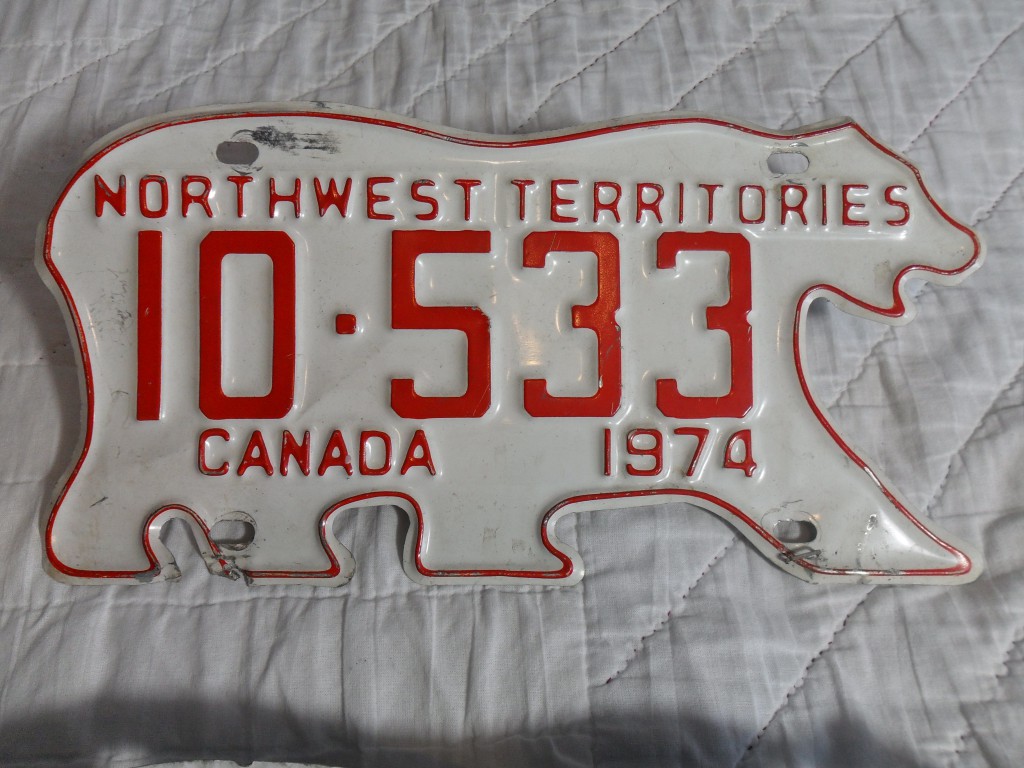 NORTHWEST TERRITORIES
10·533
CANADA 1974